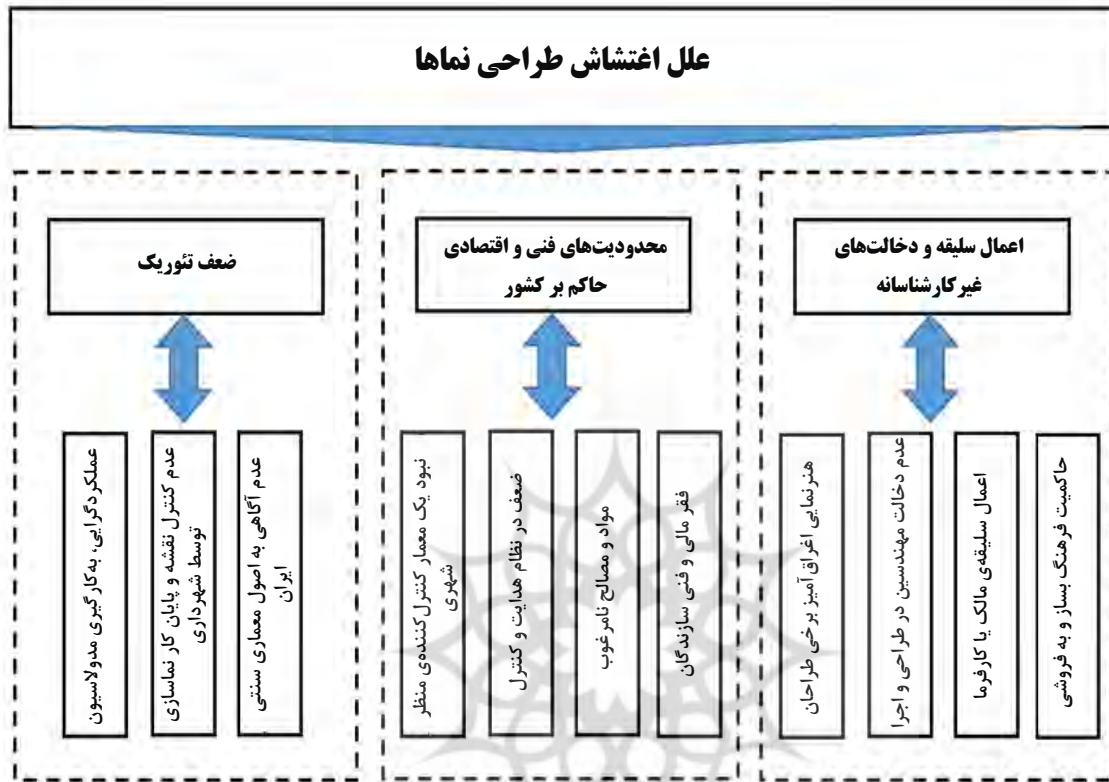 علل اغتشاش طراحی نماها
اعمال سلیقه و دخالت‌های
غیرکارشناسانه
حاکمیت فرهنگ بساز و به فروشی
اعمال سلیقه‌ی مالک یا کارفرما
عدم دخالت مهندسین در طراحی و اجرا
هنرنمایی اغراق‌آمیز برخی طراحان
محدودیت‌های فنی و اقتصادی
حاکم بر کشور
فقر مالی و فنی سازندگان
مواد و مصالح نامرغوب
ضعف در نظام هدایت و کنترل
نبود یک معمار کنترل‌کننده‌ی منظر
شهری
ضعف تئوریک
عدم آگاهی به اصول معماری سنتی
ایران
عدم کنترل نقشه و پایان کار نماسازی
توسط شهرداری
عملکردگرایی، به‌کارگیری مدولاسیون